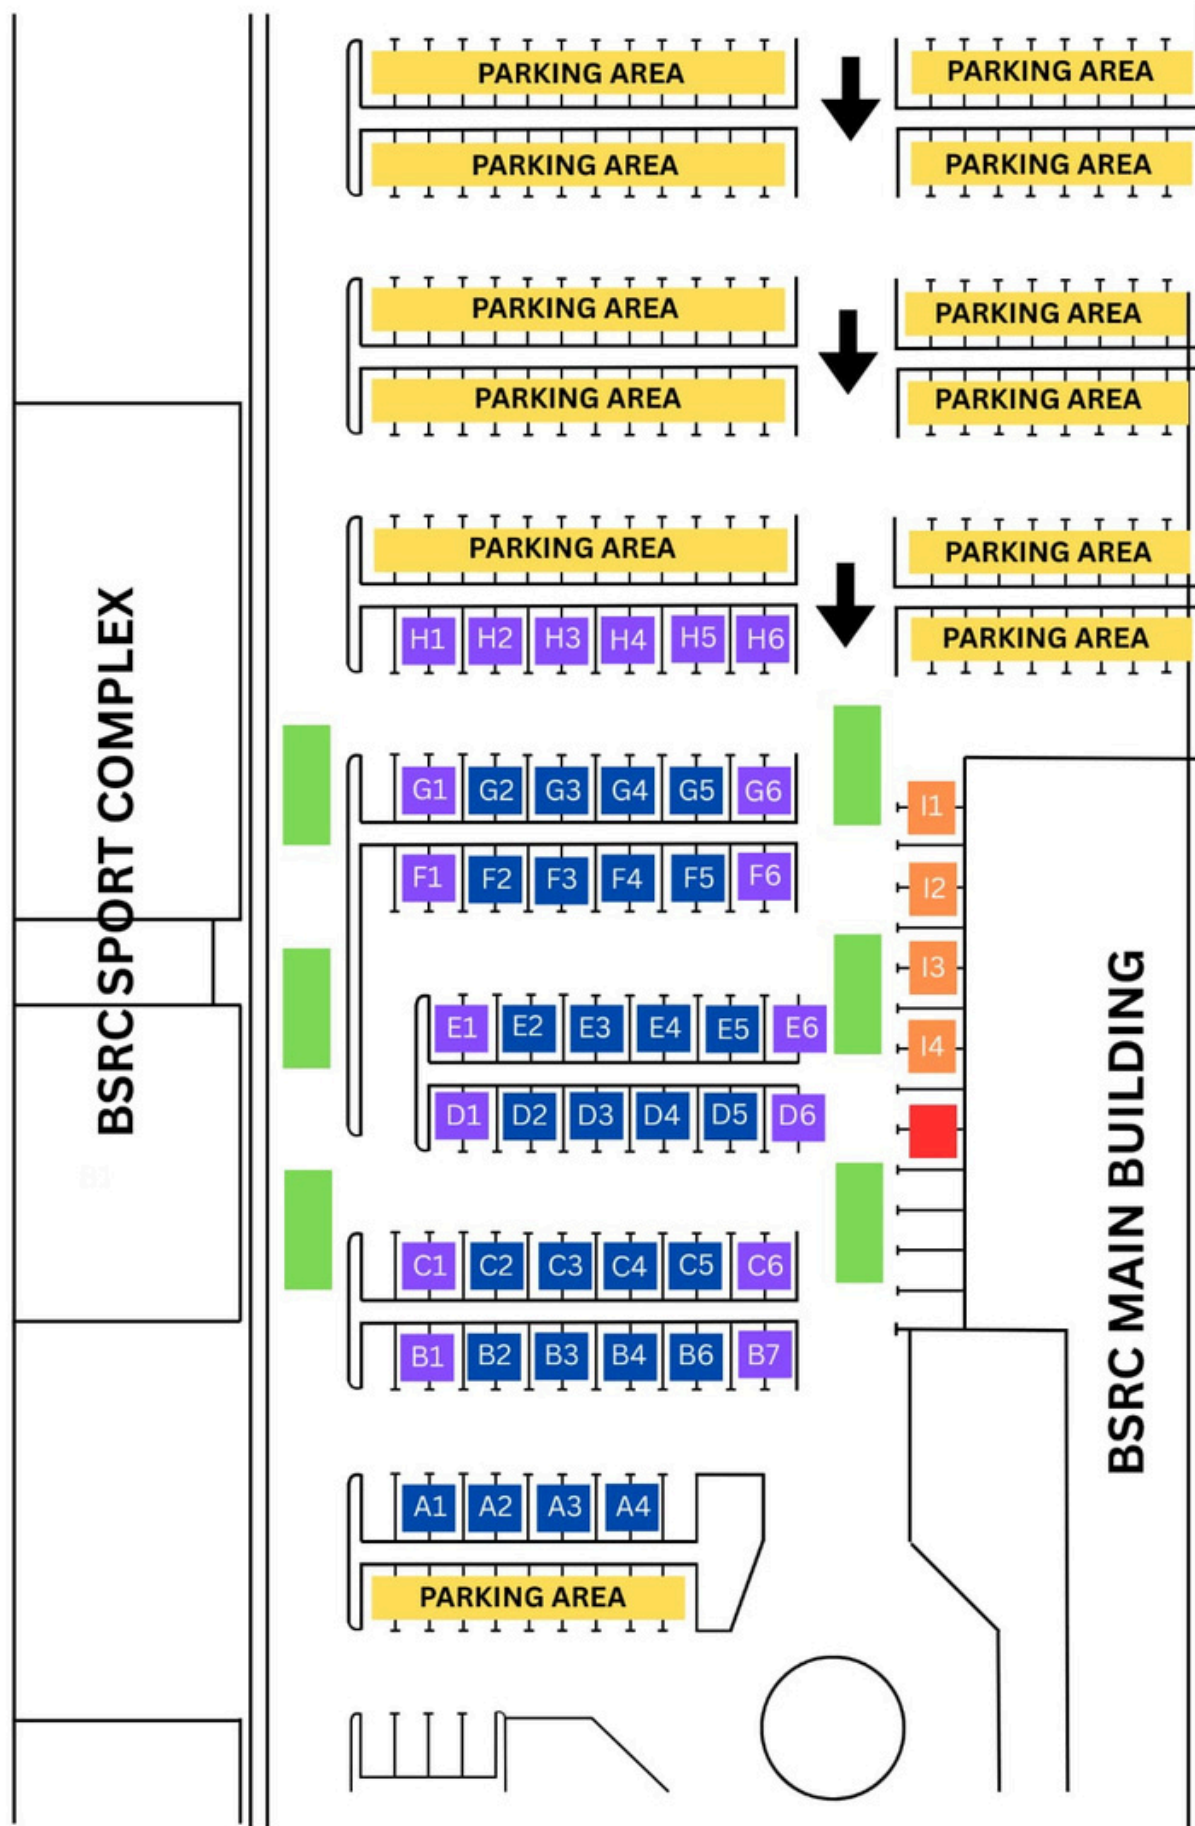 PARKING AREA PARKING AREA
PARKING AREA PARKING AREA
PARKING AREA PARKING AREA
PARKING AREA PARKING AREA
PARKING AREA PARKING AREA
H1 H2 H3 H4 H5 H6 PARKING AREA
BSRC SPORT COMPLEX
G1 G2 G3 G4 G5 G6 I1
F1 F2 F3 F4 F5 F6 I2
I3
E1 E2 E3 E4 E5 E6 I4
D1 D2 D3 D4 D5 D6
B1
BSRC MAIN BUILDING
C1 C2 C3 C4 C5 C6
B1 B2 B3 B4 B6 B7
A1 A2 A3 A4
PARKING AREA